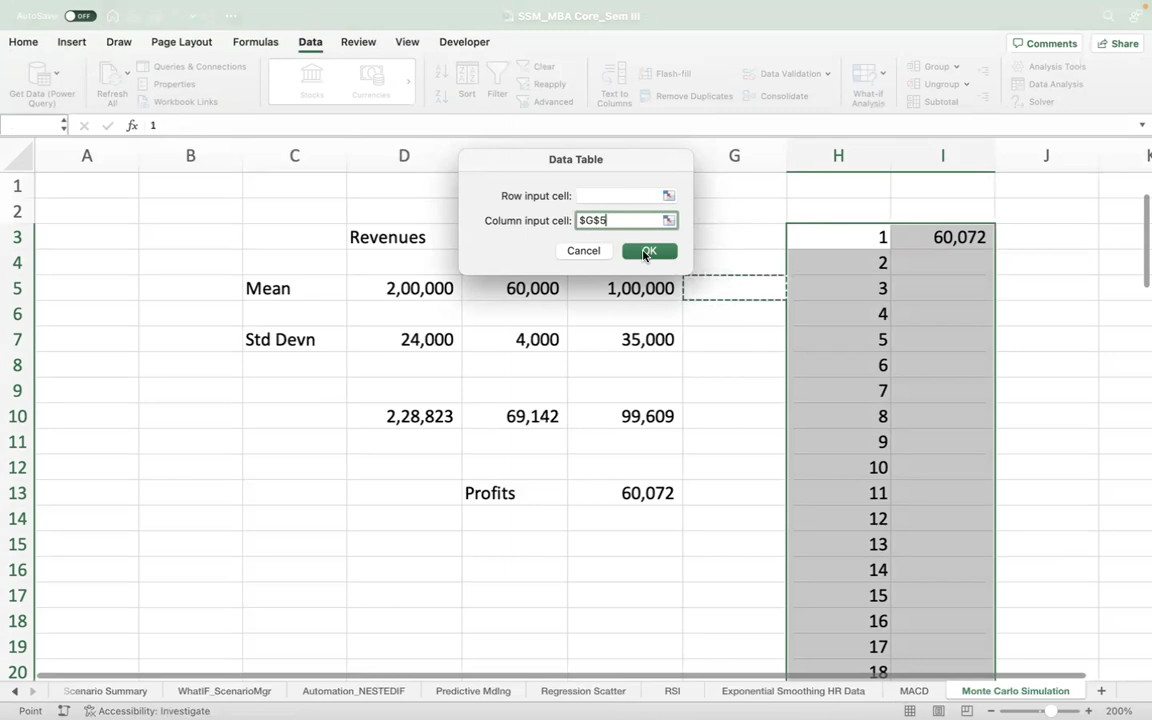 AutoSave OFF SSM_MBA Core_Sem III
Home Insert Draw Page Layout Formulas Data Review View Developer Comments Share
Get Data (Power Query) Refresh All Queries & Connections Properties Workbook Links Stocks Currencies Sort Filter Clear Reapply Advanced Text to Columns Flash-fill Remove Duplicates Data Validation Consolidate What-if Analysis Group Ungroup Subtotal Analysis Tools Data Analysis Solver
fx 1
Data Table
Row input cell:
Column input cell: $G$5
Cancel OK
A B C D G H I J K
1
2
3 Revenues 1 60,072
4 2
5 Mean 2,00,000 60,000 1,00,000 3
6 4
7 Std Devn 24,000 4,000 35,000 5
8 6
9 7
10 2,28,823 69,142 99,609 8
11 9
12 10
13 Profits 60,072 11
14 12
15 13
16 14
17 15
18 16
19 17
20 18
Scenario Summary WhatIF_ScenarioMgr Automation_NESTEDIF Predictive Mdlng Regression Scatter RSI Exponential Smoothing HR Data MACD Monte Carlo Simulation +
Point Accessibility: Investigate 200%